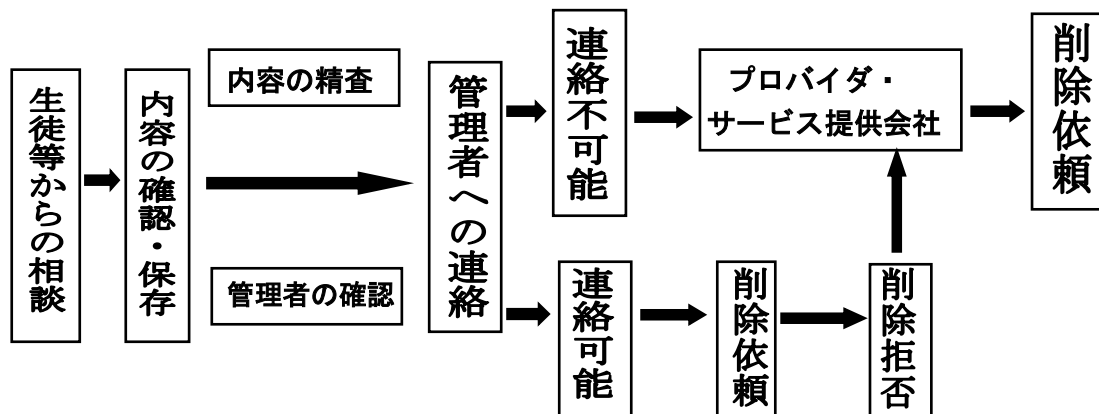 生徒等からの相談
内容の確認・保存
内容の精査
管理者の確認
管理者への連絡
連絡不可能
プロバイダ・
サービス提供会社
削除依頼
連絡可能
削除依頼
削除拒否